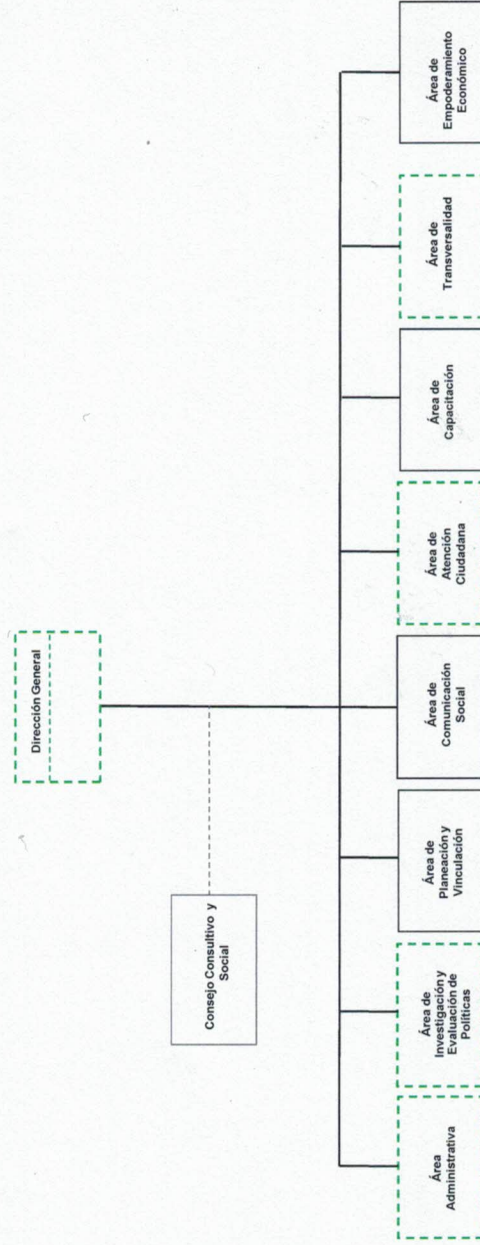 Dirección General
Consejo Consultivo y
Social
Área
Administrativa
Área de
Investigación y
Evaluación de
Políticas
Área de
Planeación y
Vinculación
Área de
Comunicación
Social
Área de
Atención
Ciudadana
Área de
Capacitación
Área de
Transversalidad
Área de
Empoderamiento
Económico